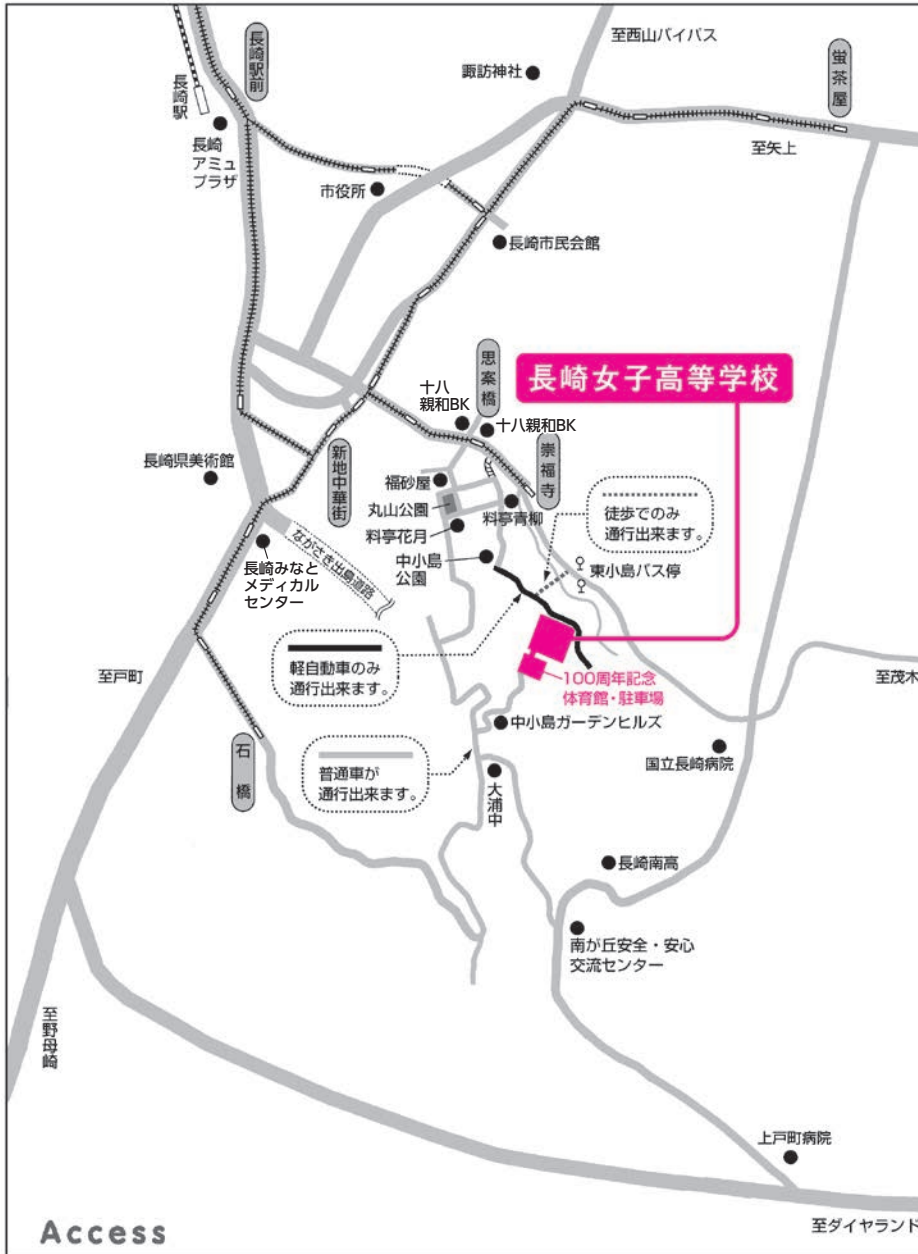 至西山バイパス
長崎駅前
長崎駅
諏訪神社
蛍茶屋
長崎
アミュ
プラザ
至矢上
市役所
長崎市民会館
思案橋
長崎女子高等学校
十八
親和BK
十八親和BK
崇福寺
新地中華街
長崎県美術館
福砂屋
丸山公園
料亭青柳
徒歩でのみ
通行出来ます。
料亭花月
ながさき出島道路
中小島
公園
東小島バス停
長崎みなと
メディカル
センター
軽自動車のみ
通行出来ます。
至戸町
100周年記念
体育館・駐車場
至茂木
中小島ガーデンヒルズ
国立長崎病院
石橋
普通車が
通行出来ます。
大浦中
長崎南高
南が丘安全・安心
交流センター
至野母崎
上戸町病院
至ダイヤランド
Access